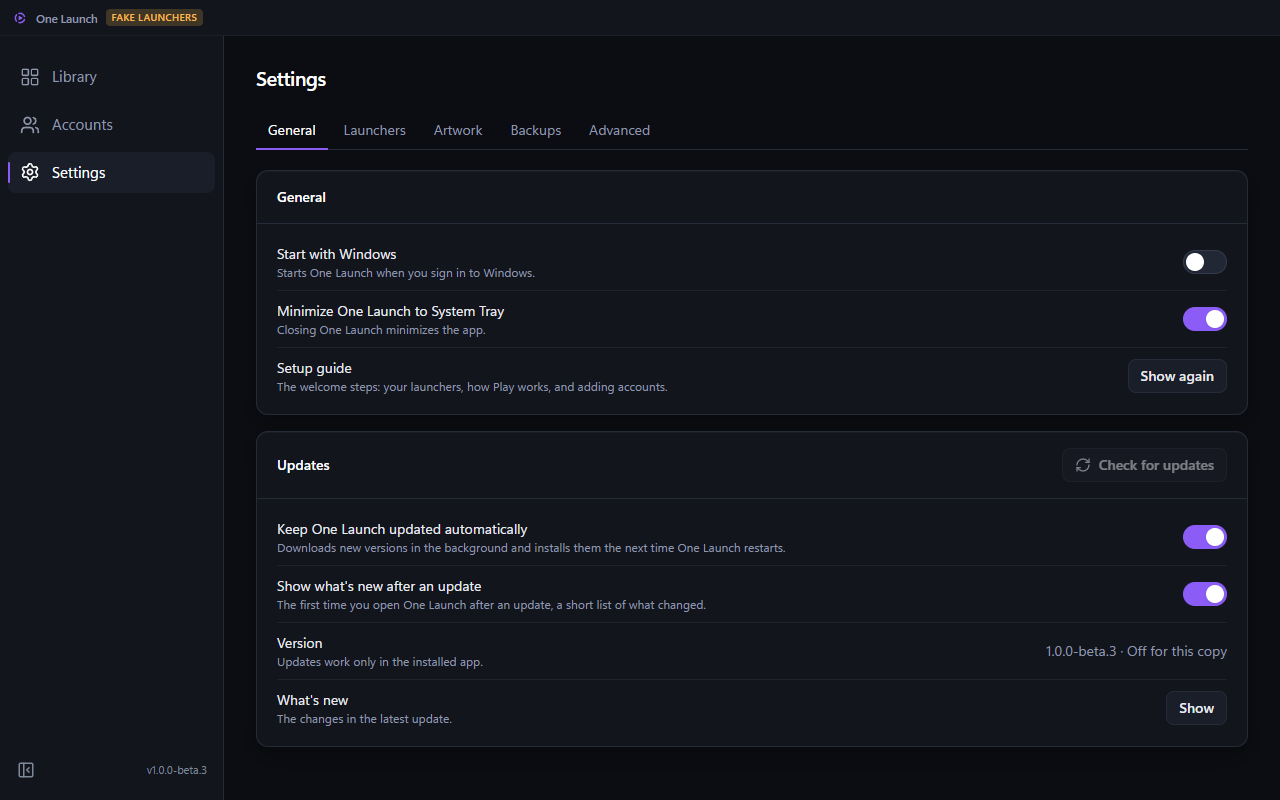 One Launch FAKE LAUNCHERS
Library
Accounts
Settings
Settings
General Launchers Artwork Backups Advanced
General
Start with Windows
Starts One Launch when you sign in to Windows.
Minimize One Launch to System Tray
Closing One Launch minimizes the app.
Setup guide
The welcome steps: your launchers, how Play works, and adding accounts.
Show again
Updates
Check for updates
Keep One Launch updated automatically
Downloads new versions in the background and installs them the next time One Launch restarts.
Show what's new after an update
The first time you open One Launch after an update, a short list of what changed.
Version
Updates work only in the installed app.
1.0.0-beta.3 · Off for this copy
What's new
The changes in the latest update.
Show
v1.0.0-beta.3